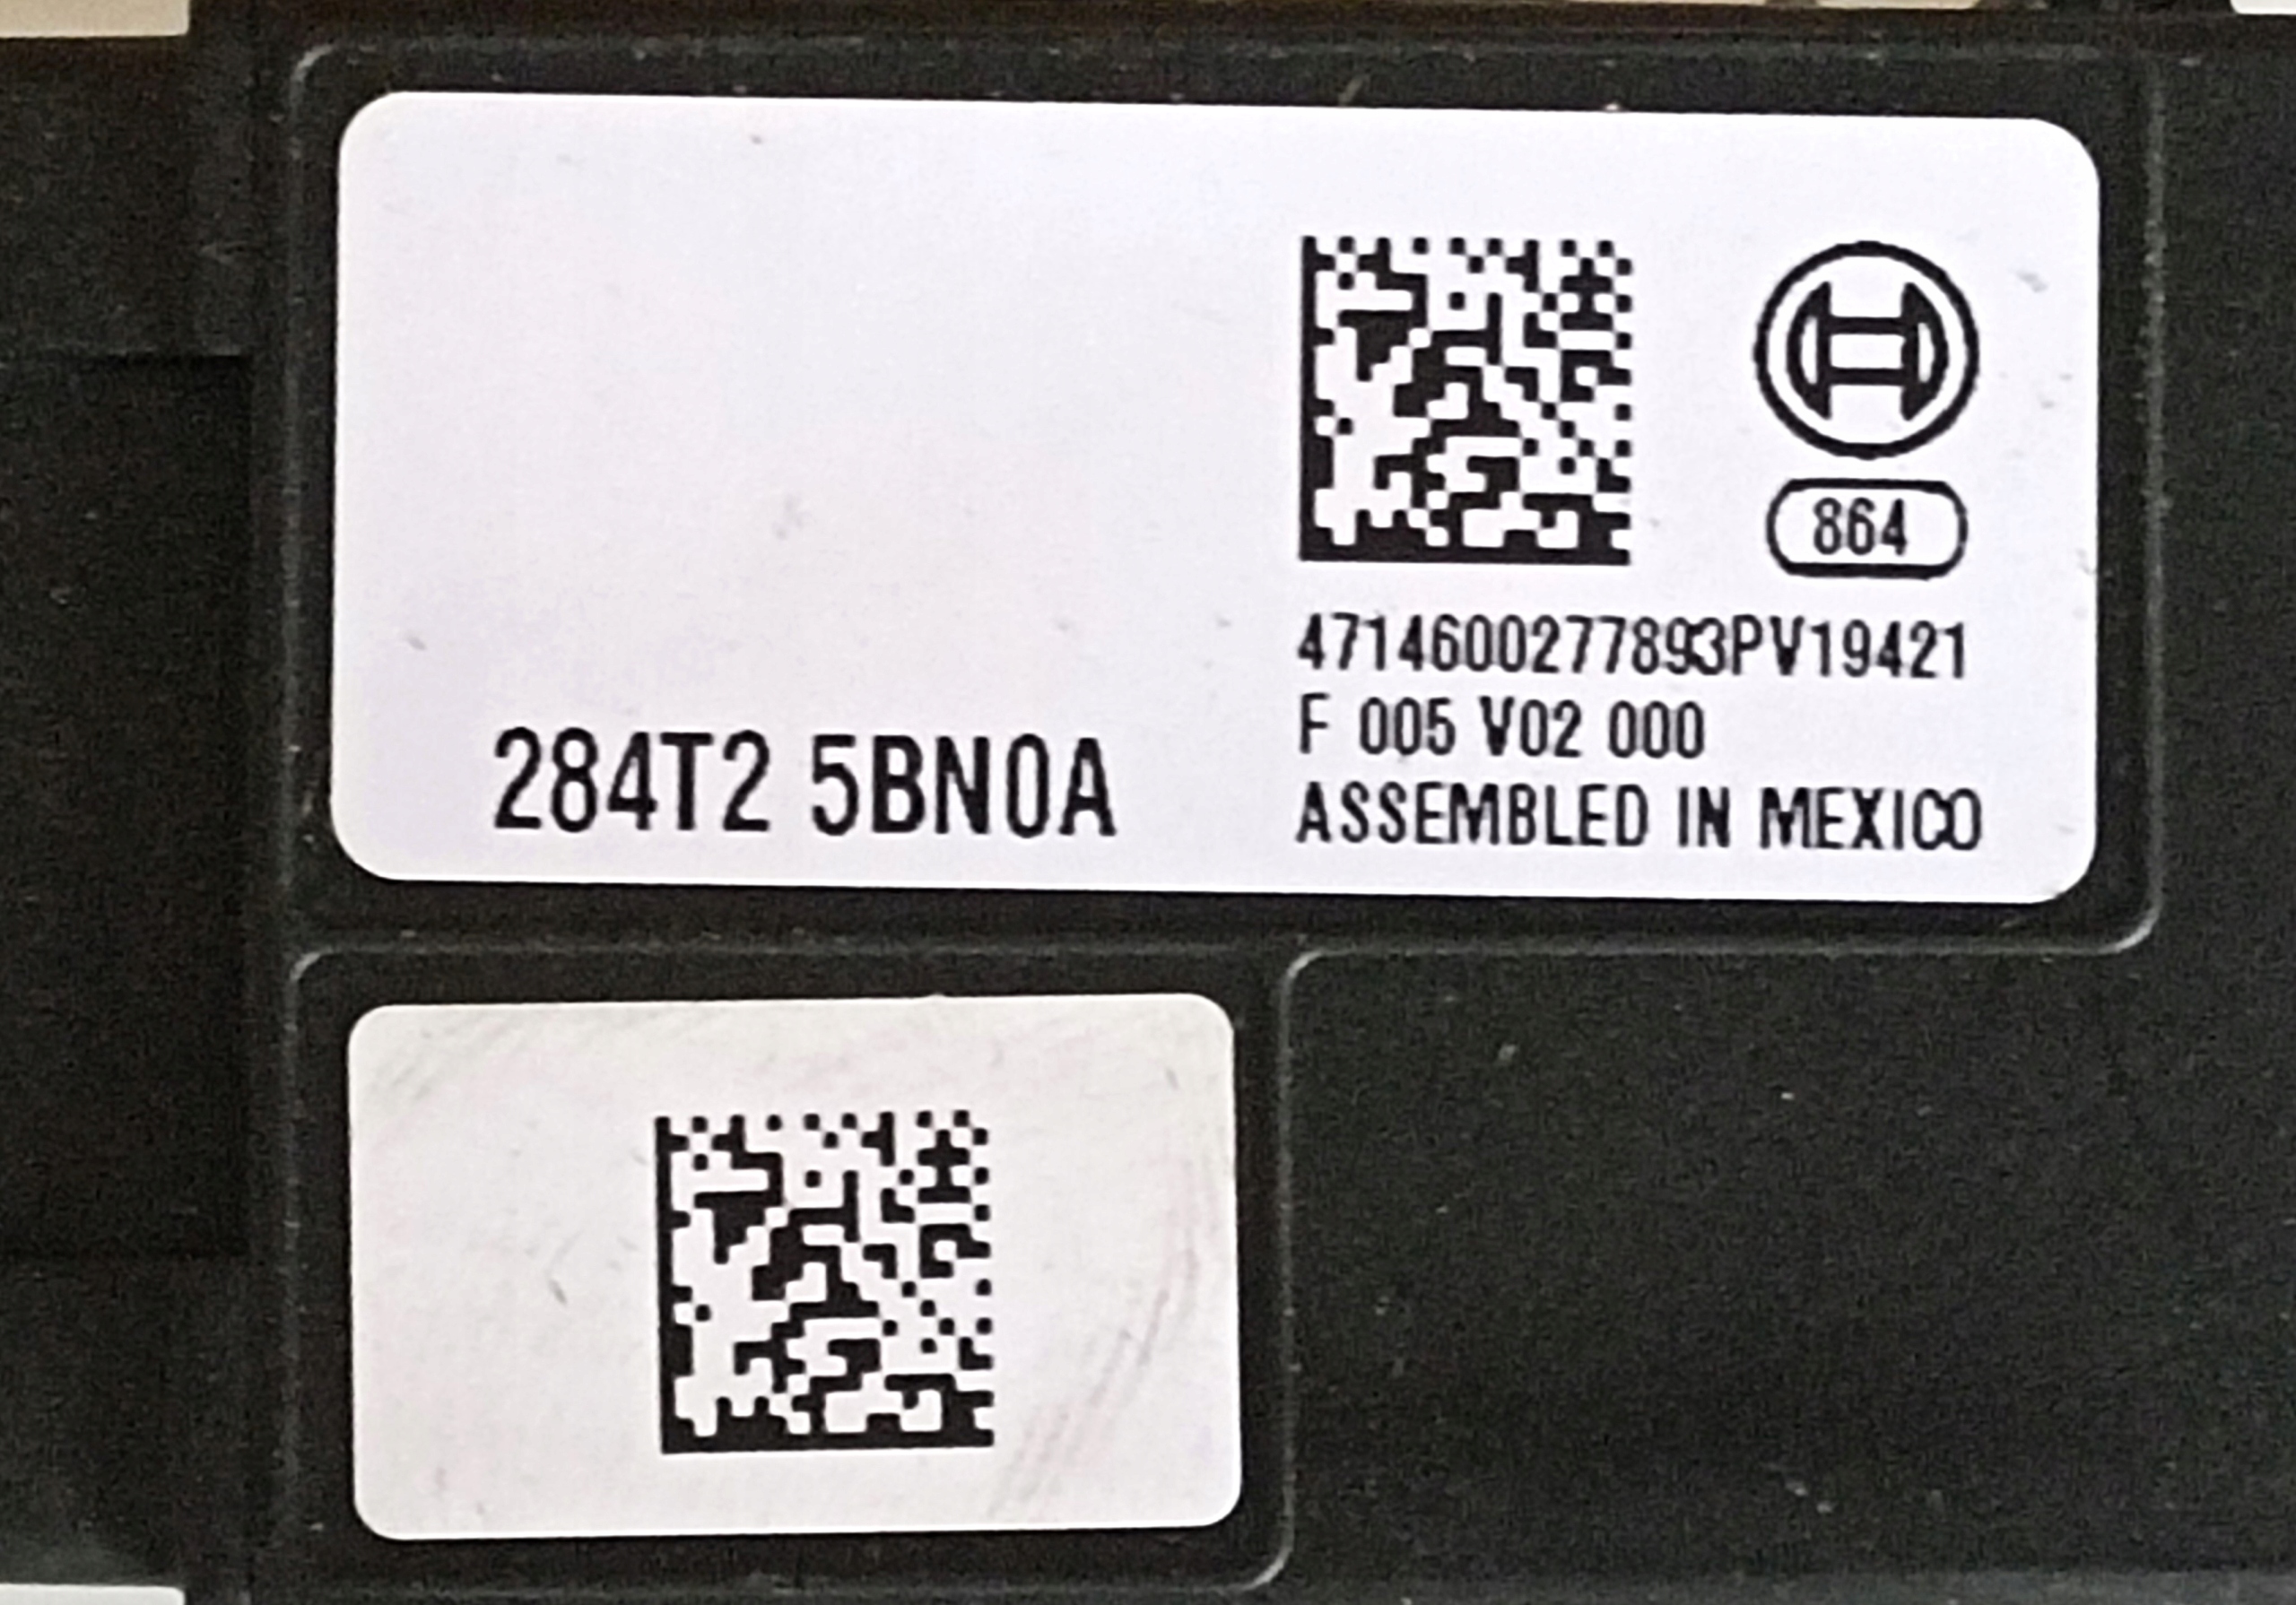 864
4714600277893PV19421
F 005 V02 000
284T2 5BN0A
ASSEMBLED IN MEXICO